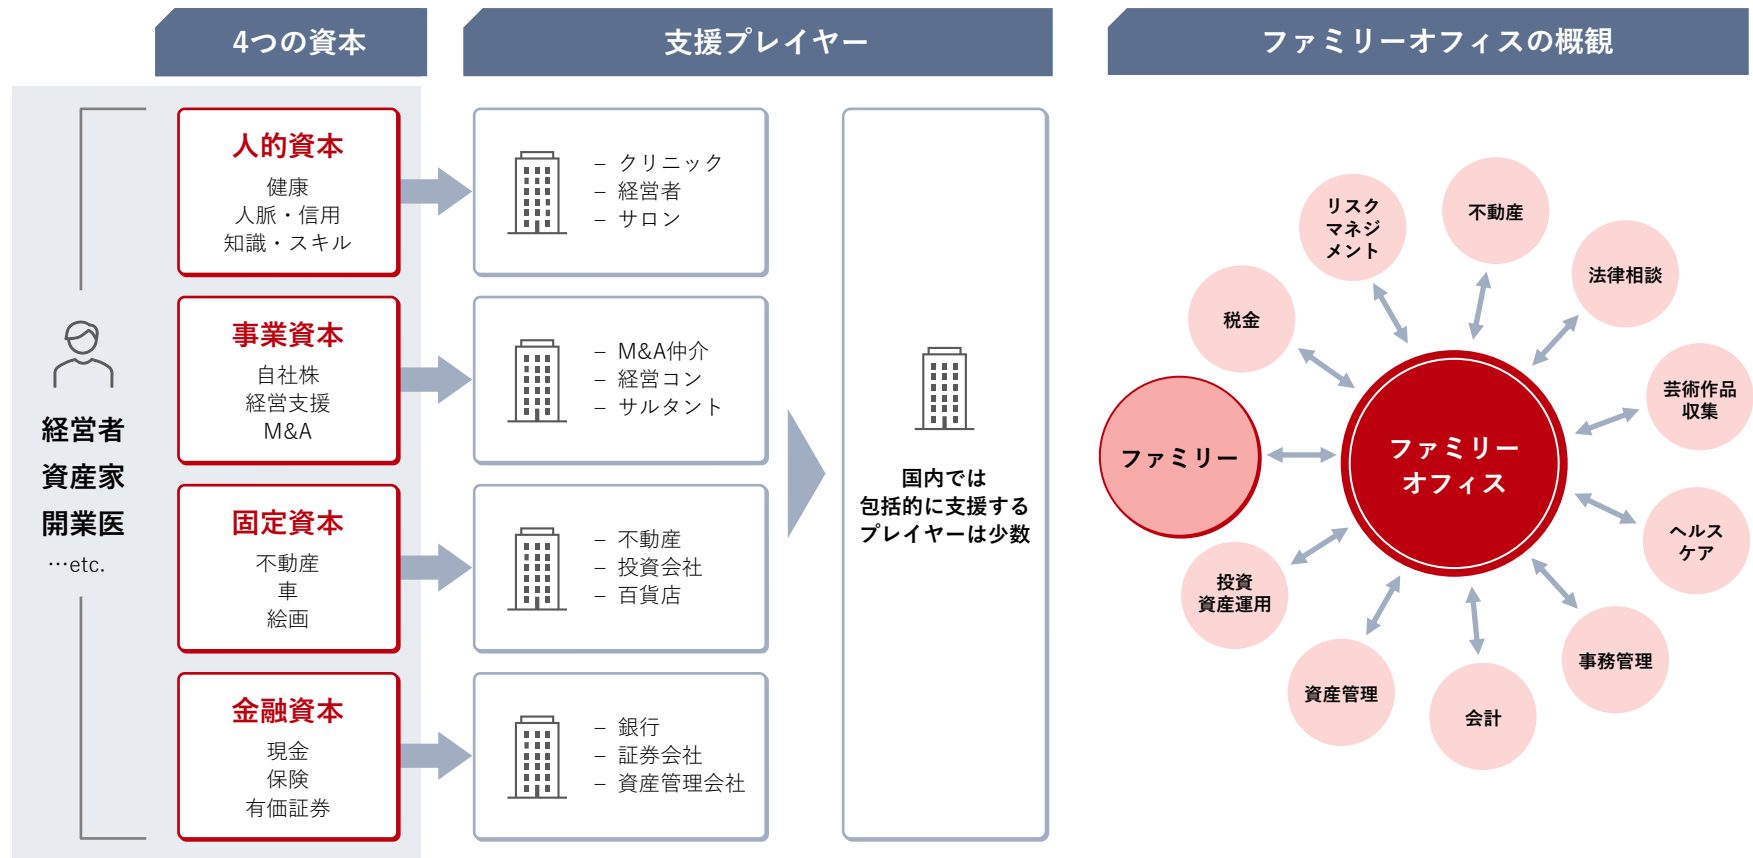 4つの資本
支援プレイヤー
ファミリーオフィスの概観
経営者
資産家
開業医
…etc.
人的資本
健康
人脈・信用
知識・スキル
– クリニック
– 経営者
– サロン
事業資本
自社株
経営支援
M&A
– M&A仲介
– 経営コン
– サルタント
固定資本
不動産
車
絵画
– 不動産
– 投資会社
– 百貨店
金融資本
現金
保険
有価証券
– 銀行
– 証券会社
– 資産管理会社
国内では
包括的に支援する
プレイヤーは少数
ファミリー
ファミリー
オフィス
税金
リスク
マネジ
メント
不動産
法律相談
芸術作品
収集
ヘルス
ケア
事務管理
会計
資産管理
投資
資産運用